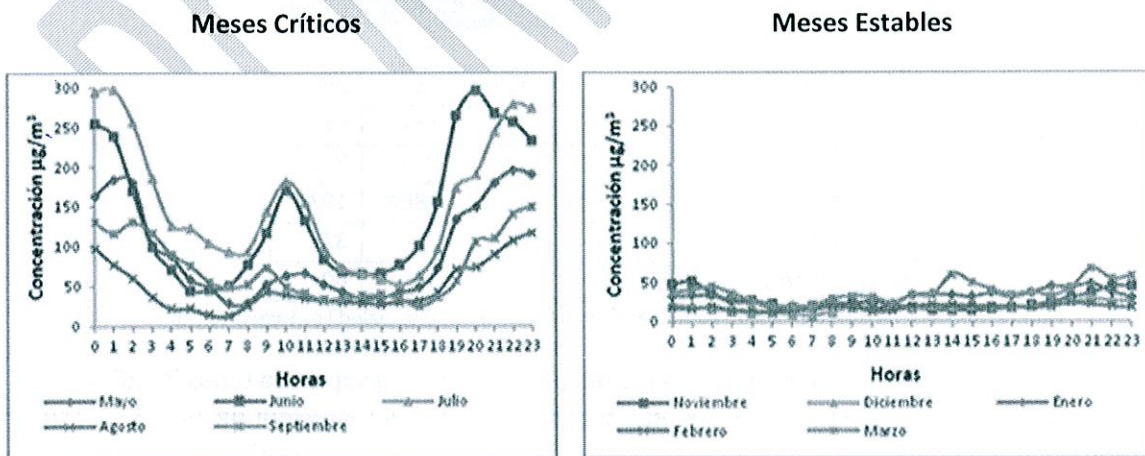 Meses Críticos
Meses Estables
Concentración µg/m³
300
250
200
150
100
50
0
0 1 2 3 4 5 6 7 8 9 10 11 12 13 14 15 16 17 18 19 20 21 22 23
Horas
Mayo Junio Julio
Agosto Septiembre
Concentración µg/m³
300
250
200
150
100
50
0
0 1 2 3 4 5 6 7 8 9 10 11 12 13 14 15 16 17 18 19 20 21 22 23
Horas
Noviembre Diciembre Enero
Febrero Marzo